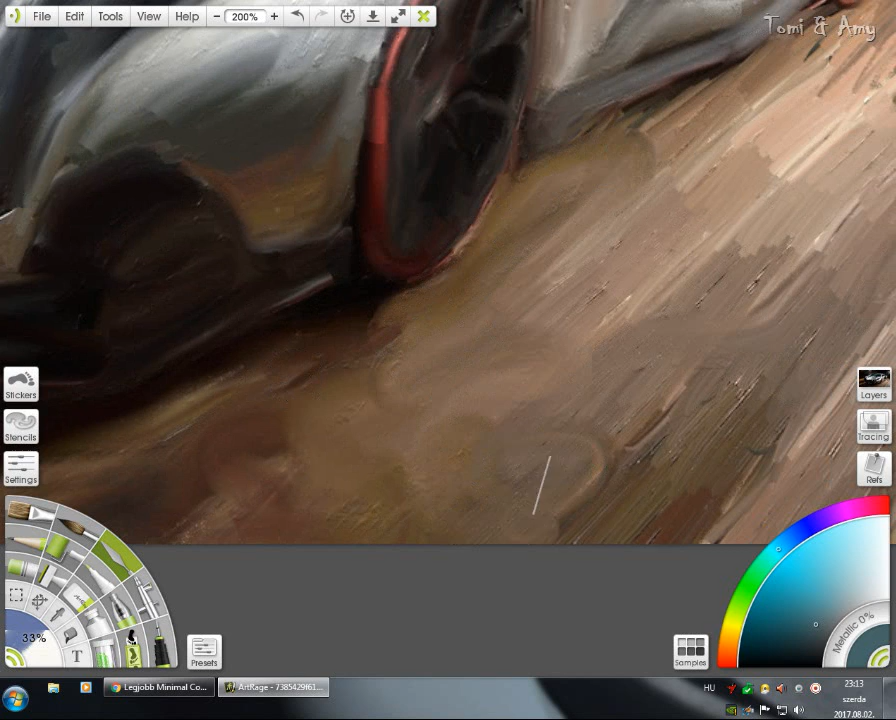 File Edit Tools View Help − 200% +
Tomi & Amy
Stickers
Layers
Stencils
Tracing
Settings
Refs
33%
T
Metallic 0%
Presets
Samples
Legjobb Minimal Co...
ArtRage - 7385429f61...
HU
23:13
szerda
2017.08.02.